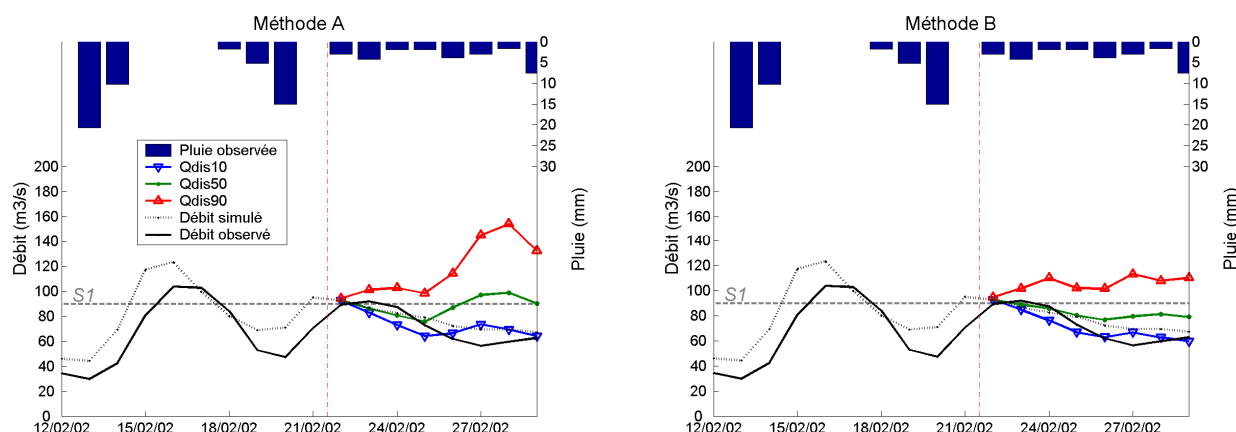 Méthode A
0
5
10
15
20
25
30
Pluie (mm)
Pluie observée
Qdis10
Qdis50
Qdis90
Débit simulé
Débit observé
200
180
160
140
120
100
80
60
40
20
0
Débit (m3/s)
S1
12/02/02 15/02/02 18/02/02 21/02/02 24/02/02 27/02/02
Méthode B
0
5
10
15
20
25
30
Pluie (mm)
200
180
160
140
120
100
80
60
40
20
0
Débit (m3/s)
S1
12/02/02 15/02/02 18/02/02 21/02/02 24/02/02 27/02/02